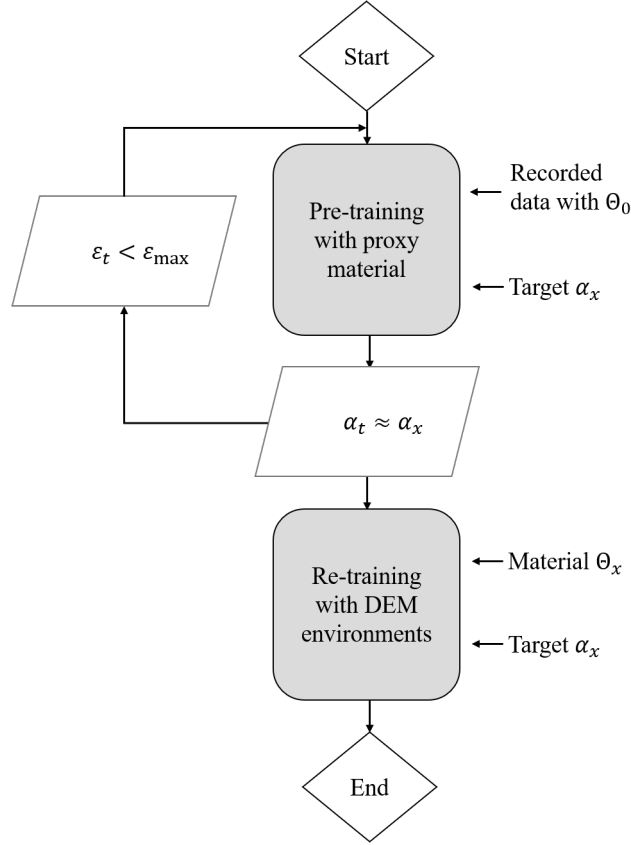 Start
Pre-training
with proxy
material
Recorded
data with Θ₀
Target αₓ
εₜ < εmax
αₜ ≈ αₓ
Re-training
with DEM
environments
Material Θₓ
Target αₓ
End